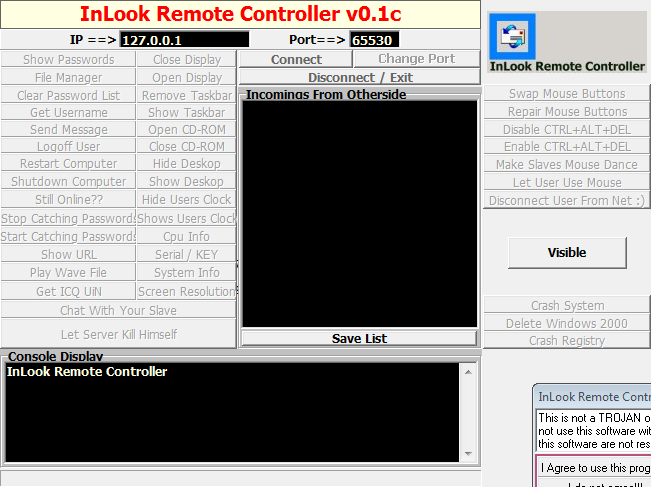 InLook Remote Controller v0.1c
IP ==> 127.0.0.1 Port==> 65530
Show Passwords Close Display
File Manager Open Display
Clear Password List Remove Taskbar
Get Username Show Taskbar
Send Message Open CD-ROM
Logoff User Close CD-ROM
Restart Computer Hide Deskop
Shutdown Computer Show Deskop
Still Online?? Hide Users Clock
Stop Catching Passwords Shows Users Clock
Start Catching Passwords Cpu Info
Show URL Serial / KEY
Play Wave File System Info
Get ICQ UiN Screen Resolution
Chat With Your Slave
Let Server Kill Himself
Connect Change Port
Disconnect / Exit
Incomings From Otherside
Save List
Console Display
InLook Remote Controller
InLook Remote Controller
Swap Mouse Buttons
Repair Mouse Buttons
Disable CTRL+ALT+DEL
Enable CTRL+ALT+DEL
Make Slaves Mouse Dance
Let User Use Mouse
Disconnect User From Net :)
Visible
Crash System
Delete Windows 2000
Crash Registry
InLook Remote Contr
This is not a TROJAN o
not use this software wit
this software are not res
I Agree to use this prog
I do not agree!!!